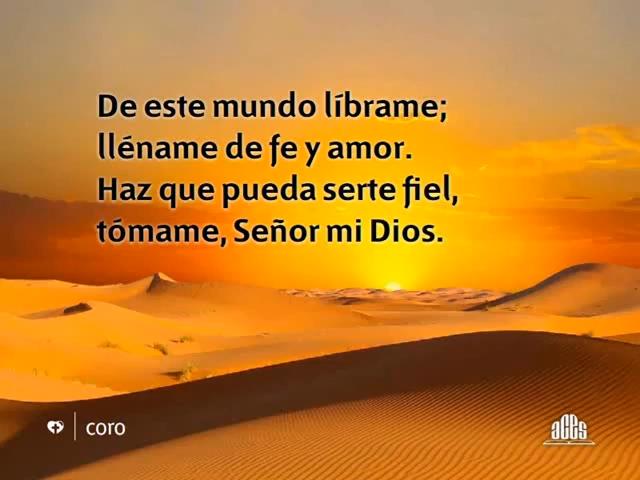 De este mundo líbrame;
lléname de fe y amor.
Haz que pueda serte fiel,
tómame, Señor mi Dios.
coro
aces